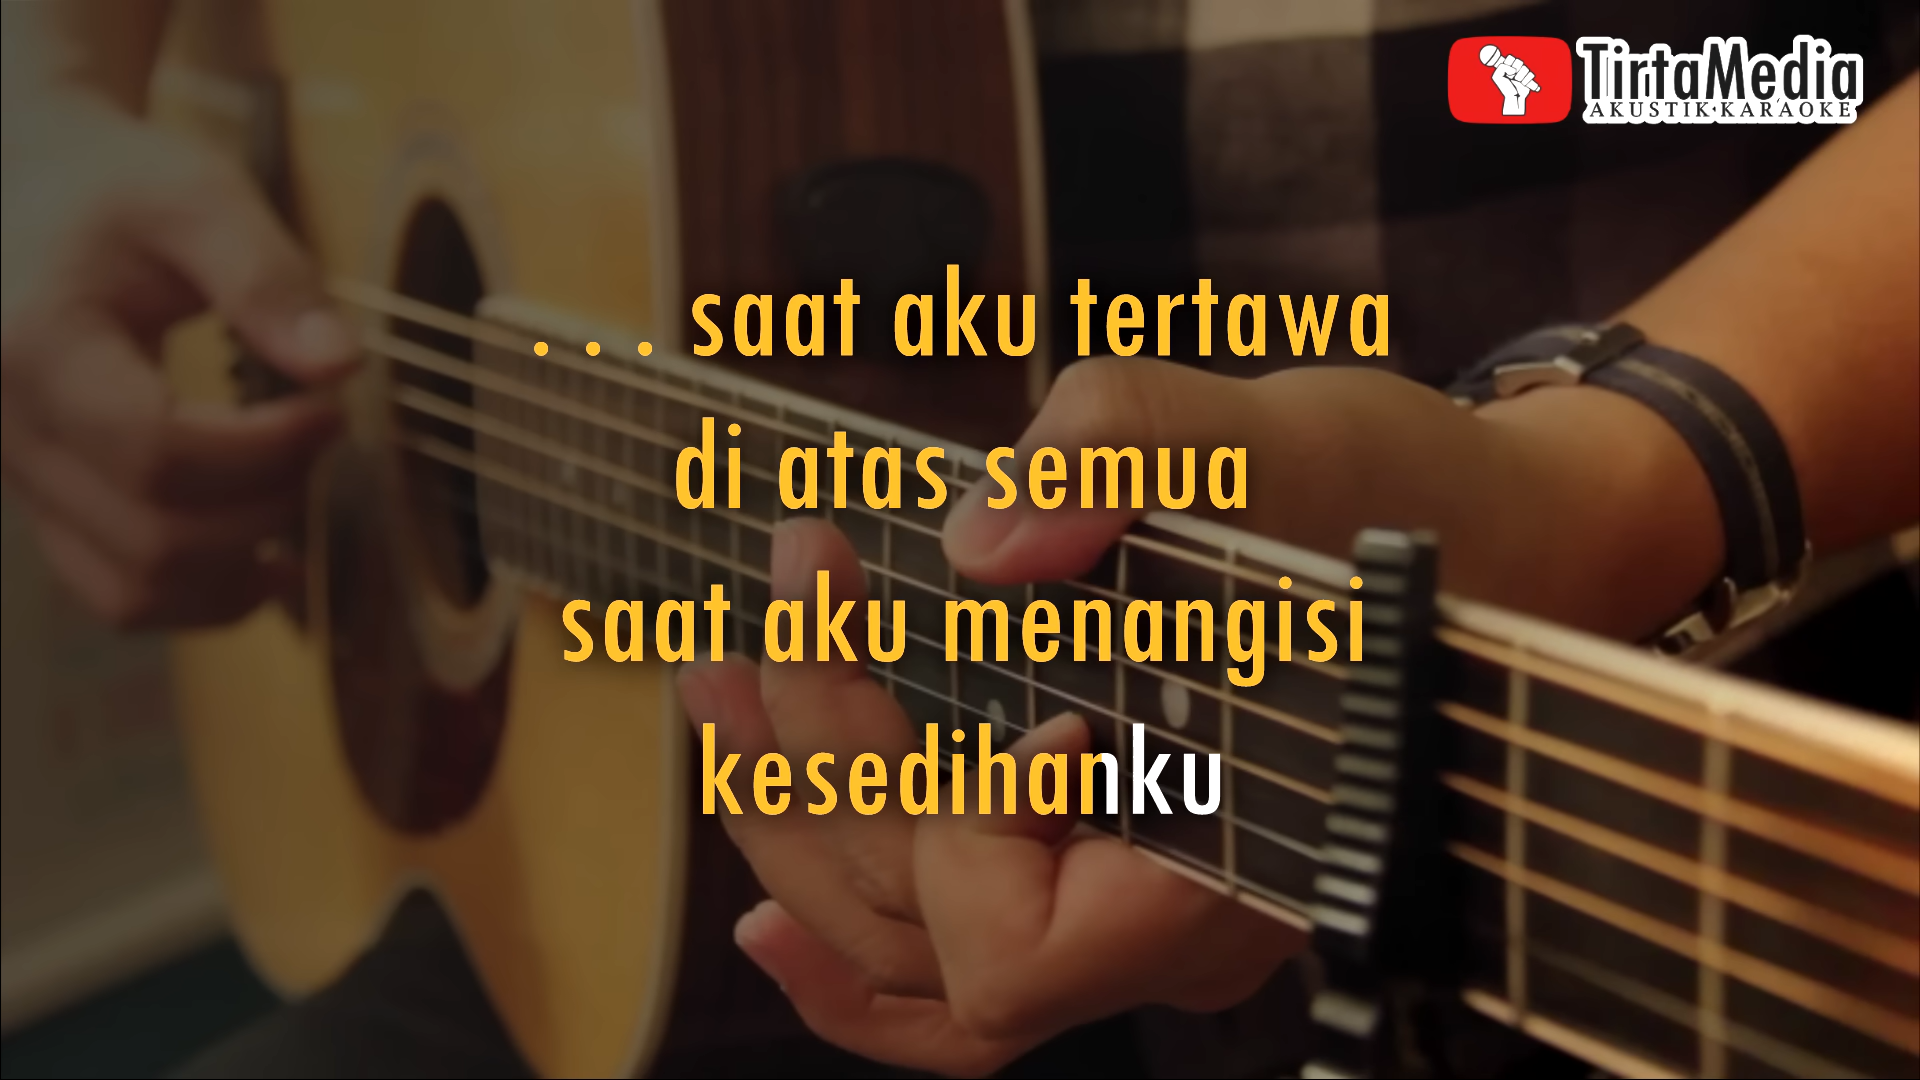 TirtaMedia
AKUSTIK KARAOKE
. . . saat aku tertawa
di atas semua
saat aku menangisi
kesedihanku